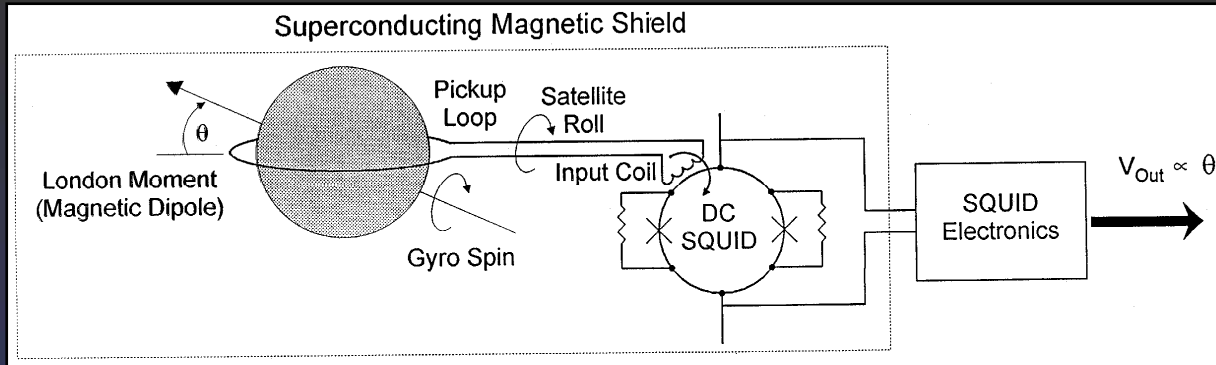 Superconducting Magnetic Shield
Pickup
Loop
Satellite
Roll
θ
London Moment
(Magnetic Dipole)
Input Coil
Gyro Spin
DC
SQUID
SQUID
Electronics
V_Out ∝ θ